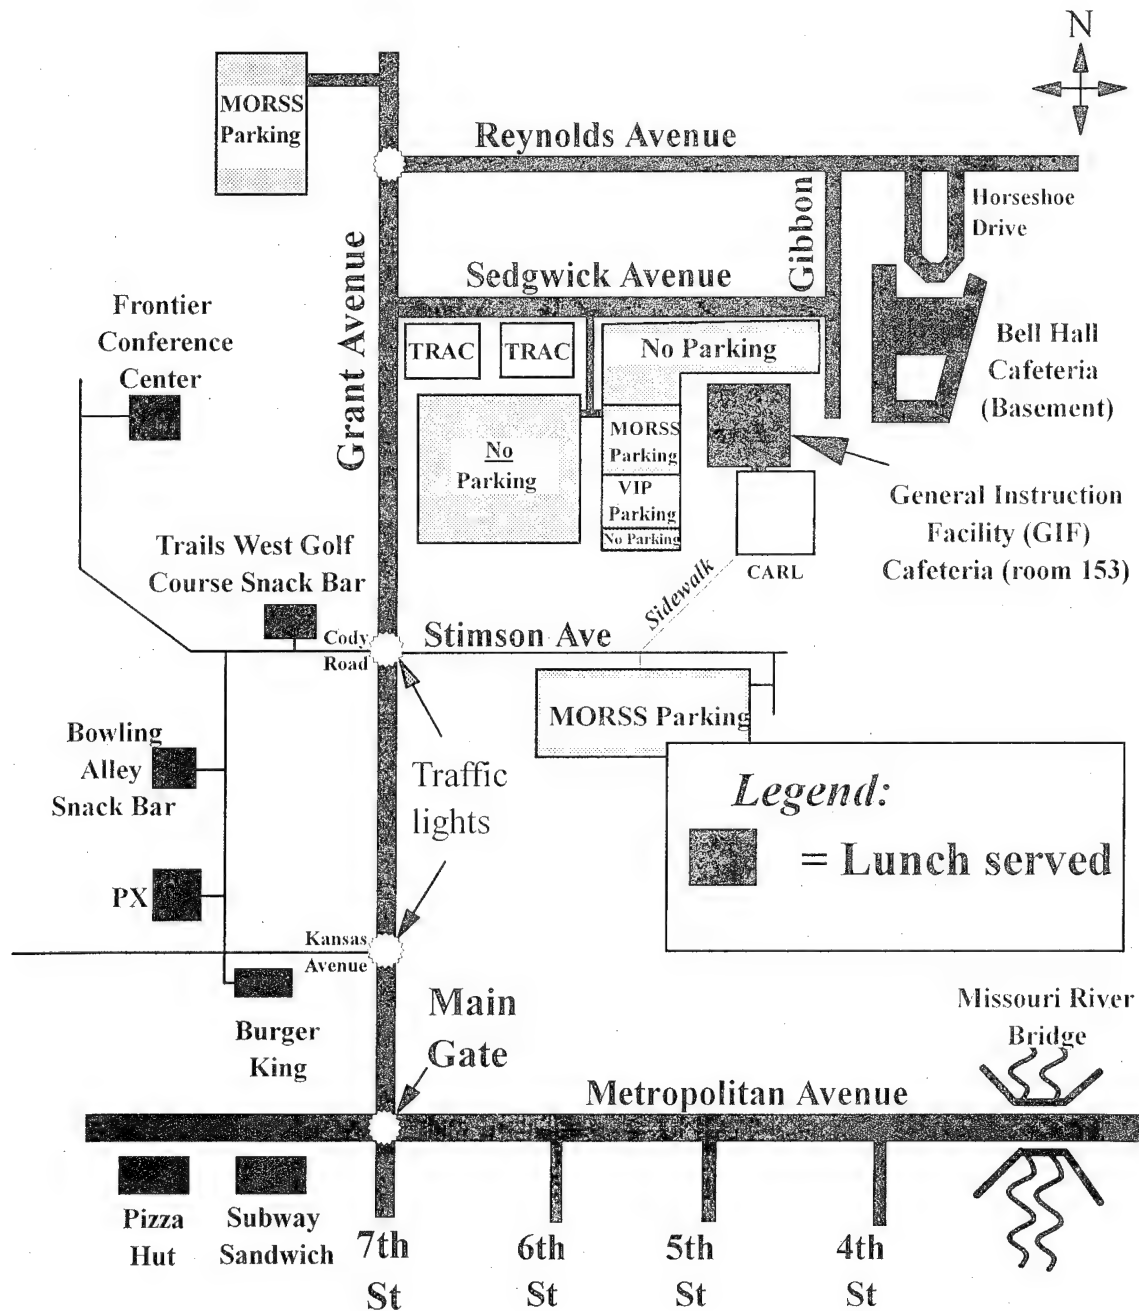 N
MORSS
Parking
Reynolds Avenue
Horseshoe
Drive
Gibbon
Grant Avenue
Sedgwick Avenue
Frontier
Conference
Center
TRAC
TRAC
No Parking
Bell Hall
Cafeteria
(Basement)
No
Parking
MORSS
Parking
VIP
Parking
No Parking
General Instruction
Facility (GIF)
Cafeteria (room 153)
CARL
Sidewalk
Trails West Golf
Course Snack Bar
Cody
Road
Stimson Ave
MORSS Parking
Bowling
Alley
Snack Bar
Traffic
lights
Legend:
= Lunch served
PX
Kansas
Avenue
Burger
King
Main
Gate
Missouri River
Bridge
Metropolitan Avenue
Pizza
Hut
Subway
Sandwich
7th
St
6th
St
5th
St
4th
St